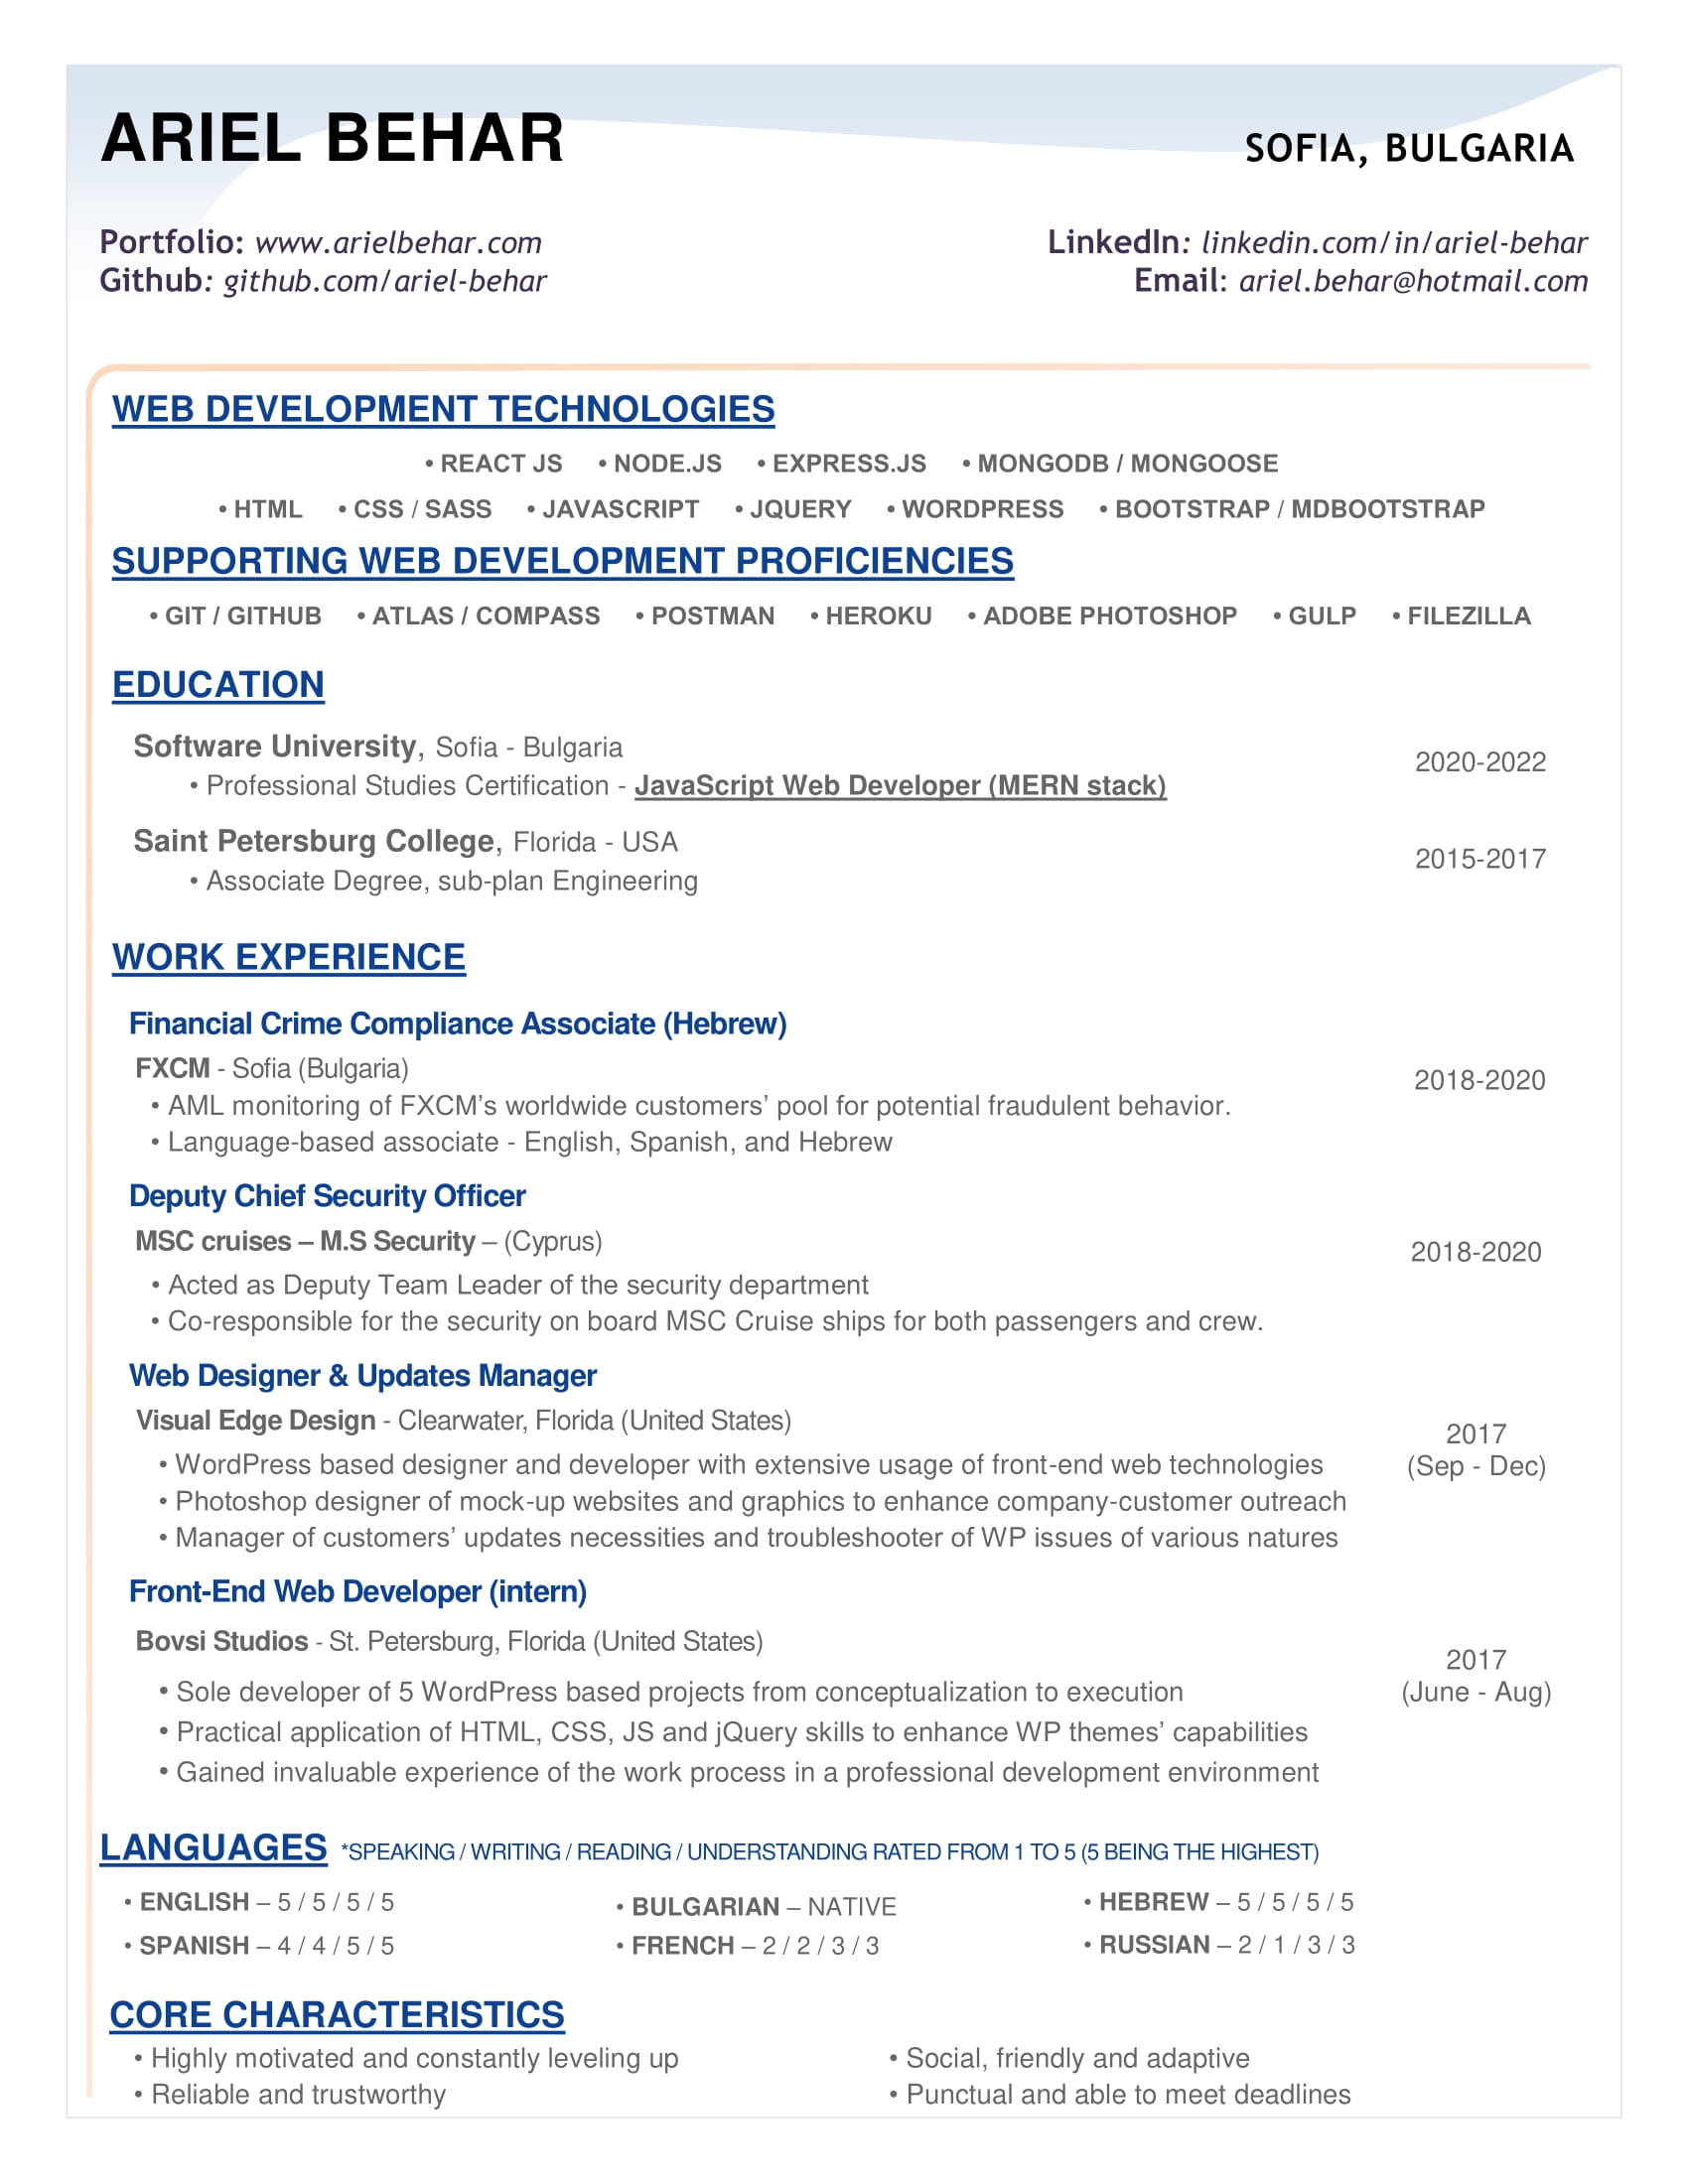 ARIEL BEHAR
SOFIA, BULGARIA
Portfolio: www.arielbehar.com
Github: github.com/ariel-behar
LinkedIn: linkedin.com/in/ariel-behar
Email: ariel.behar@hotmail.com
WEB DEVELOPMENT TECHNOLOGIES
• REACT JS • NODE.JS • EXPRESS.JS • MONGODB / MONGOOSE
• HTML • CSS / SASS • JAVASCRIPT • JQUERY • WORDPRESS • BOOTSTRAP / MDBOOTSTRAP
SUPPORTING WEB DEVELOPMENT PROFICIENCIES
• GIT / GITHUB • ATLAS / COMPASS • POSTMAN • HEROKU • ADOBE PHOTOSHOP • GULP • FILEZILLA
EDUCATION
Software University, Sofia - Bulgaria
2020-2022
• Professional Studies Certification - JavaScript Web Developer (MERN stack)
Saint Petersburg College, Florida - USA
2015-2017
• Associate Degree, sub-plan Engineering
WORK EXPERIENCE
Financial Crime Compliance Associate (Hebrew)
FXCM - Sofia (Bulgaria)
2018-2020
• AML monitoring of FXCM’s worldwide customers’ pool for potential fraudulent behavior.
• Language-based associate - English, Spanish, and Hebrew
Deputy Chief Security Officer
MSC cruises – M.S Security – (Cyprus)
2018-2020
• Acted as Deputy Team Leader of the security department
• Co-responsible for the security on board MSC Cruise ships for both passengers and crew.
Web Designer & Updates Manager
Visual Edge Design - Clearwater, Florida (United States)
2017
(Sep - Dec)
• WordPress based designer and developer with extensive usage of front-end web technologies
• Photoshop designer of mock-up websites and graphics to enhance company-customer outreach
• Manager of customers’ updates necessities and troubleshooter of WP issues of various natures
Front-End Web Developer (intern)
Bovsi Studios - St. Petersburg, Florida (United States)
2017
(June - Aug)
• Sole developer of 5 WordPress based projects from conceptualization to execution
• Practical application of HTML, CSS, JS and jQuery skills to enhance WP themes’ capabilities
• Gained invaluable experience of the work process in a professional development environment
LANGUAGES *SPEAKING / WRITING / READING / UNDERSTANDING RATED FROM 1 TO 5 (5 BEING THE HIGHEST)
• ENGLISH – 5 / 5 / 5 / 5 • BULGARIAN – NATIVE • HEBREW – 5 / 5 / 5 / 5
• SPANISH – 4 / 4 / 5 / 5 • FRENCH – 2 / 2 / 3 / 3 • RUSSIAN – 2 / 1 / 3 / 3
CORE CHARACTERISTICS
• Highly motivated and constantly leveling up • Social, friendly and adaptive
• Reliable and trustworthy • Punctual and able to meet deadlines